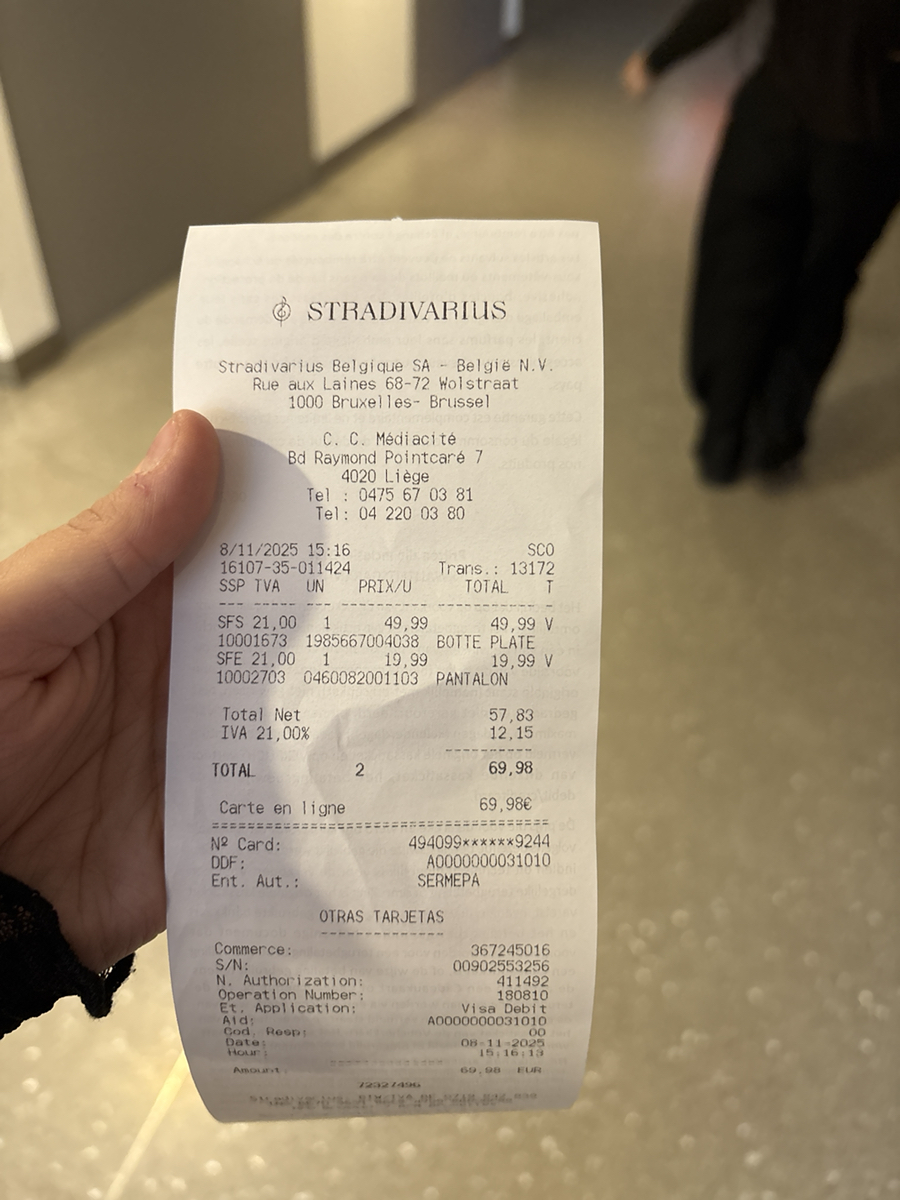 STRADIVARIUS
Stradivarius Belgique SA - België N.V.
Rue aux Laines 68-72 Wolstraat
1000 Bruxelles- Brussel
C. C. Médiacité
Bd Raymond Pointcaré 7
4020 Liège
Tel : 0475 67 03 81
Tel: 04 220 03 80
8/11/2025 15:16 SCO
16107-35-011424 Trans.: 13172
SSP TVA UN PRIX/U TOTAL T
--- --- --- --------- ----------- -
SFS 21,00 1 49,99 49,99 V
10001673 1985667004038 BOTTE PLATE
SFE 21,00 1 19,99 19,99 V
10002703 0460082001103 PANTALON
Total Net 57,83
IVA 21,00% 12,15
----------
TOTAL 2 69,98
Carte en ligne 69,98€
========================================
Nº Card: 494099******9244
DDF: A0000000031010
Ent. Aut.: SERMEPA
OTRAS TARJETAS
--------------
Commerce: 367245016
S/N: 00902553256
N. Authorization: 411492
Operation Number: 180810
Et. Application: Visa Debit
Aid: A0000000031010
Cod. Resp: 00
Date: 08-11-2025
Hour: 15:16:13
--------------
Amount: 69,98 EUR
72327496